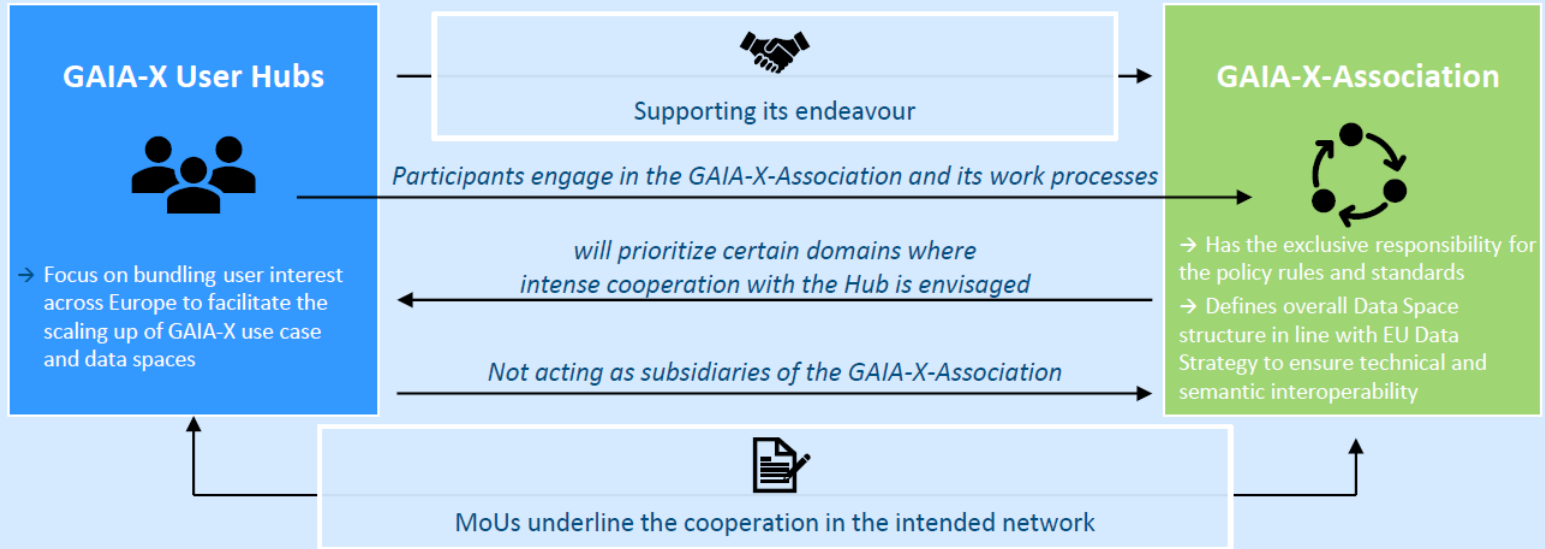 GAIA-X User Hubs
→ Focus on bundling user interest
across Europe to facilitate the
scaling up of GAIA-X use case
and data spaces
Supporting its endeavour
Participants engage in the GAIA-X-Association and its work processes
will prioritize certain domains where
intense cooperation with the Hub is envisaged
Not acting as subsidiaries of the GAIA-X-Association
GAIA-X-Association
→ Has the exclusive responsibility for
the policy rules and standards
→ Defines overall Data Space
structure in line with EU Data
Strategy to ensure technical and
semantic interoperability
MoUs underline the cooperation in the intended network